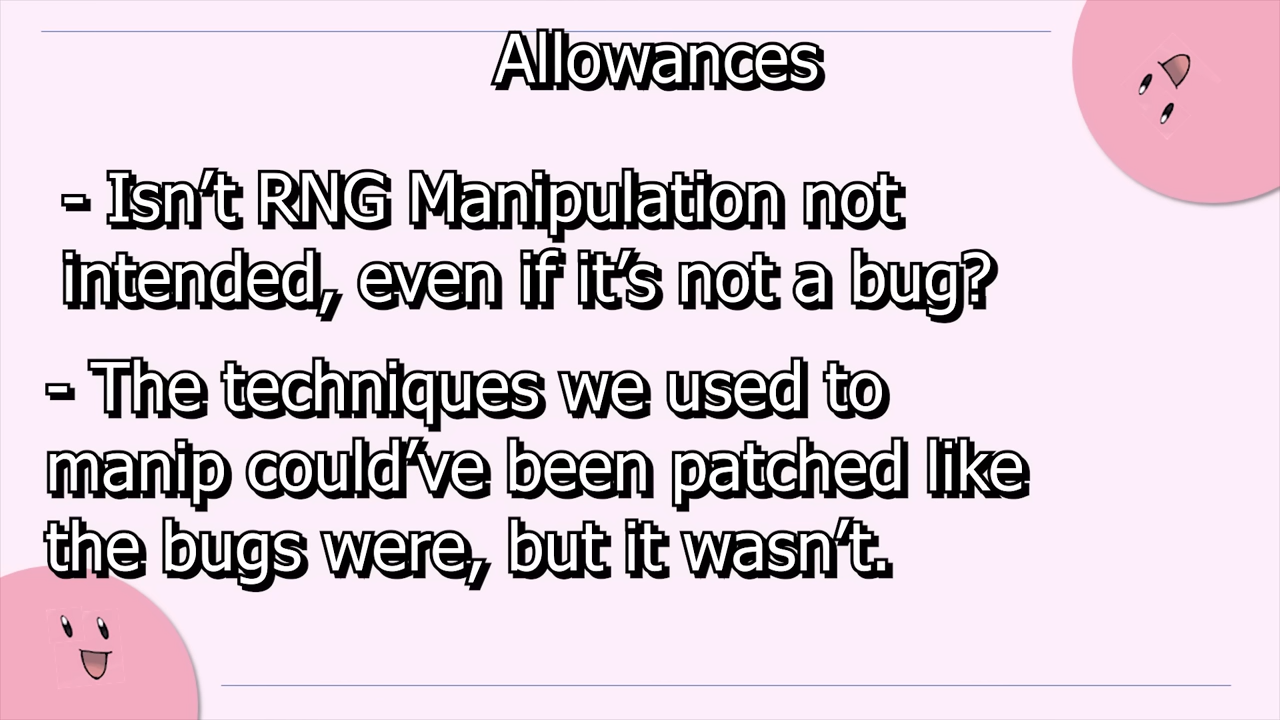 Allowances
- Isn’t RNG Manipulation not
intended, even if it’s not a bug?
- The techniques we used to
manip could’ve been patched like
the bugs were, but it wasn’t.